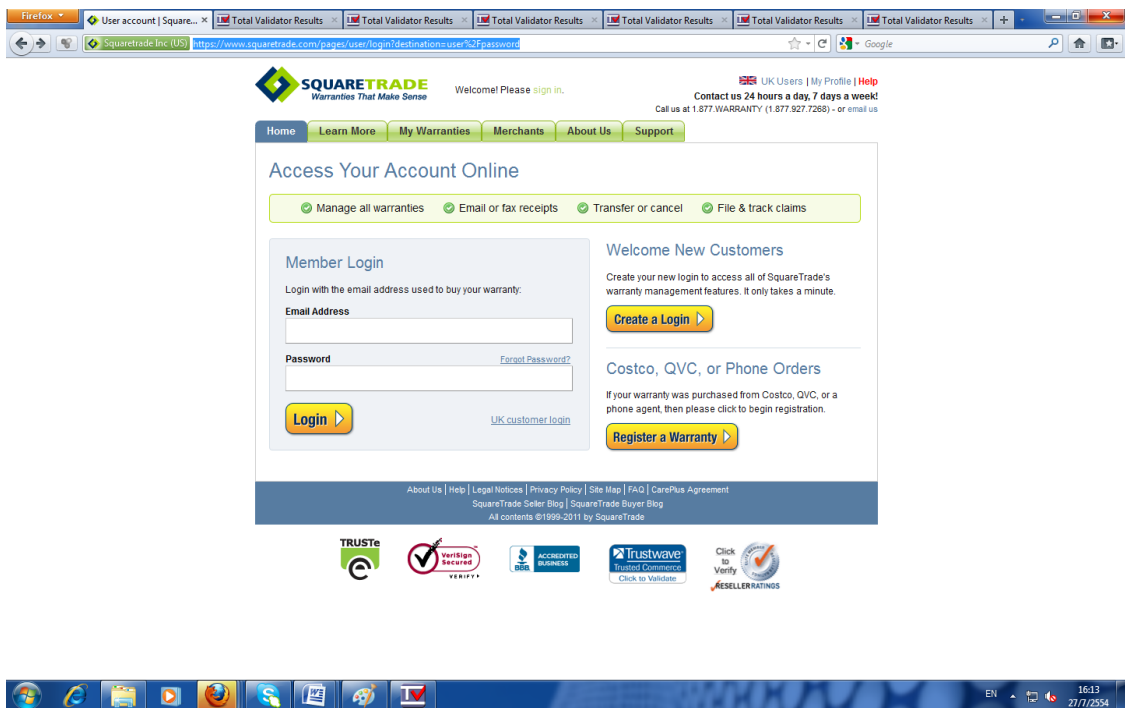 Firefox
User account | Square... Total Validator Results Total Validator Results Total Validator Results Total Validator Results Total Validator Results Total Validator Results
Squaretrade Inc (US) https://www.squaretrade.com/pages/user/login?destination=user%2Fpassword Google
SQUARETRADE
Warranties That Make Sense
Welcome! Please sign in.
UK Users | My Profile | Help
Contact us 24 hours a day, 7 days a week!
Call us at 1.877.WARRANTY (1.877.927.7268) - or email us
Home Learn More My Warranties Merchants About Us Support
Access Your Account Online
Manage all warranties Email or fax receipts Transfer or cancel File & track claims
Member Login
Login with the email address used to buy your warranty:
Email Address
Password Forgot Password?
Login UK customer login
Welcome New Customers
Create your new login to access all of SquareTrade's
warranty management features. It only takes a minute.
Create a Login
Costco, QVC, or Phone Orders
If your warranty was purchased from Costco, QVC, or a
phone agent, then please click to begin registration.
Register a Warranty
About Us | Help | Legal Notices | Privacy Policy | Site Map | FAQ | CarePlus Agreement
SquareTrade Seller Blog | SquareTrade Buyer Blog
All contents ©1999-2011 by SquareTrade
TRUSTe
VeriSign
Secured
VERIFY
BBB
ACCREDITED
BUSINESS
Trustwave
Trusted Commerce
Click to Validate
Click
to
Verify
RESELLERRATINGS
EN 16:13
27/7/2554